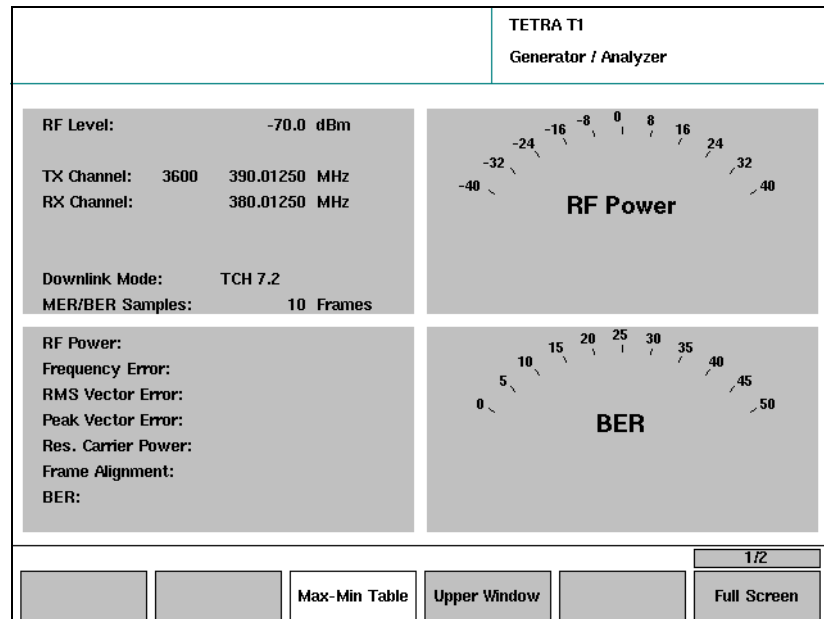 TETRA T1
Generator / Analyzer
RF Level: -70.0 dBm
TX Channel: 3600 390.01250 MHz
RX Channel: 380.01250 MHz
Downlink Mode: TCH 7.2
MER/BER Samples: 10 Frames
-40 -32 -24 -16 -8 0 8 16 24 32 40
RF Power
RF Power:
Frequency Error:
RMS Vector Error:
Peak Vector Error:
Res. Carrier Power:
Frame Alignment:
BER:
0 5 10 15 20 25 30 35 40 45 50
BER
1/2
Max-Min Table Upper Window Full Screen